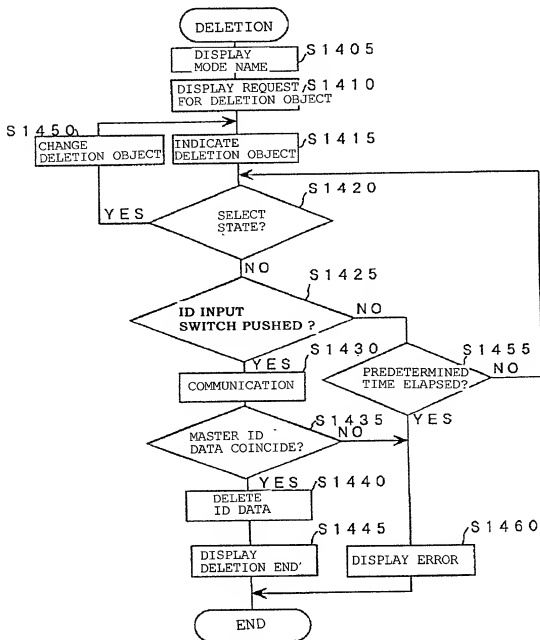 DELETION
DISPLAY
MODE NAME
S1405
DISPLAY REQUEST
FOR DELETION OBJECT
S1410
S1450
CHANGE
DELETION OBJECT
INDICATE
DELETION OBJECT
S1415
S1420
SELECT
STATE?
YES
NO
S1425
ID INPUT
SWITCH PUSHED ?
NO
YES
S1430
COMMUNICATION
S1455
PREDETERMINED
TIME ELAPSED?
NO
YES
S1435
MASTER ID
DATA COINCIDE?
NO
YES
S1440
DELETE
ID DATA
S1445
DISPLAY
DELETION END'
S1460
DISPLAY ERROR
END